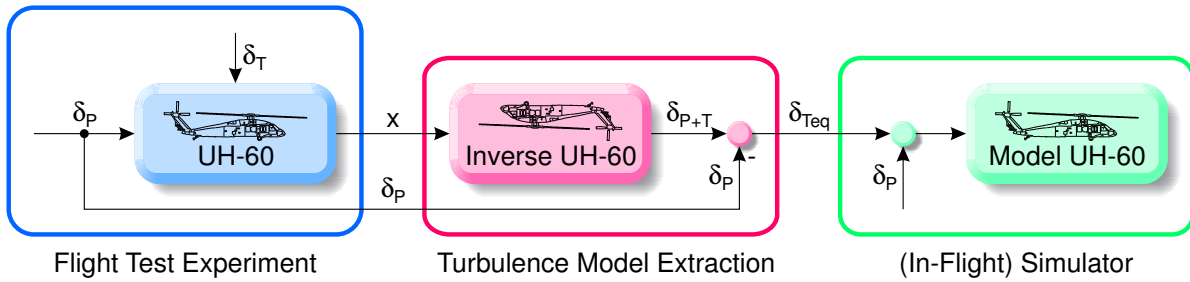 δT
δP
UH-60
x
δP
Inverse UH-60
δP+T
δP
-
δTeq
δP
Model UH-60
Flight Test Experiment
Turbulence Model Extraction
(In-Flight) Simulator